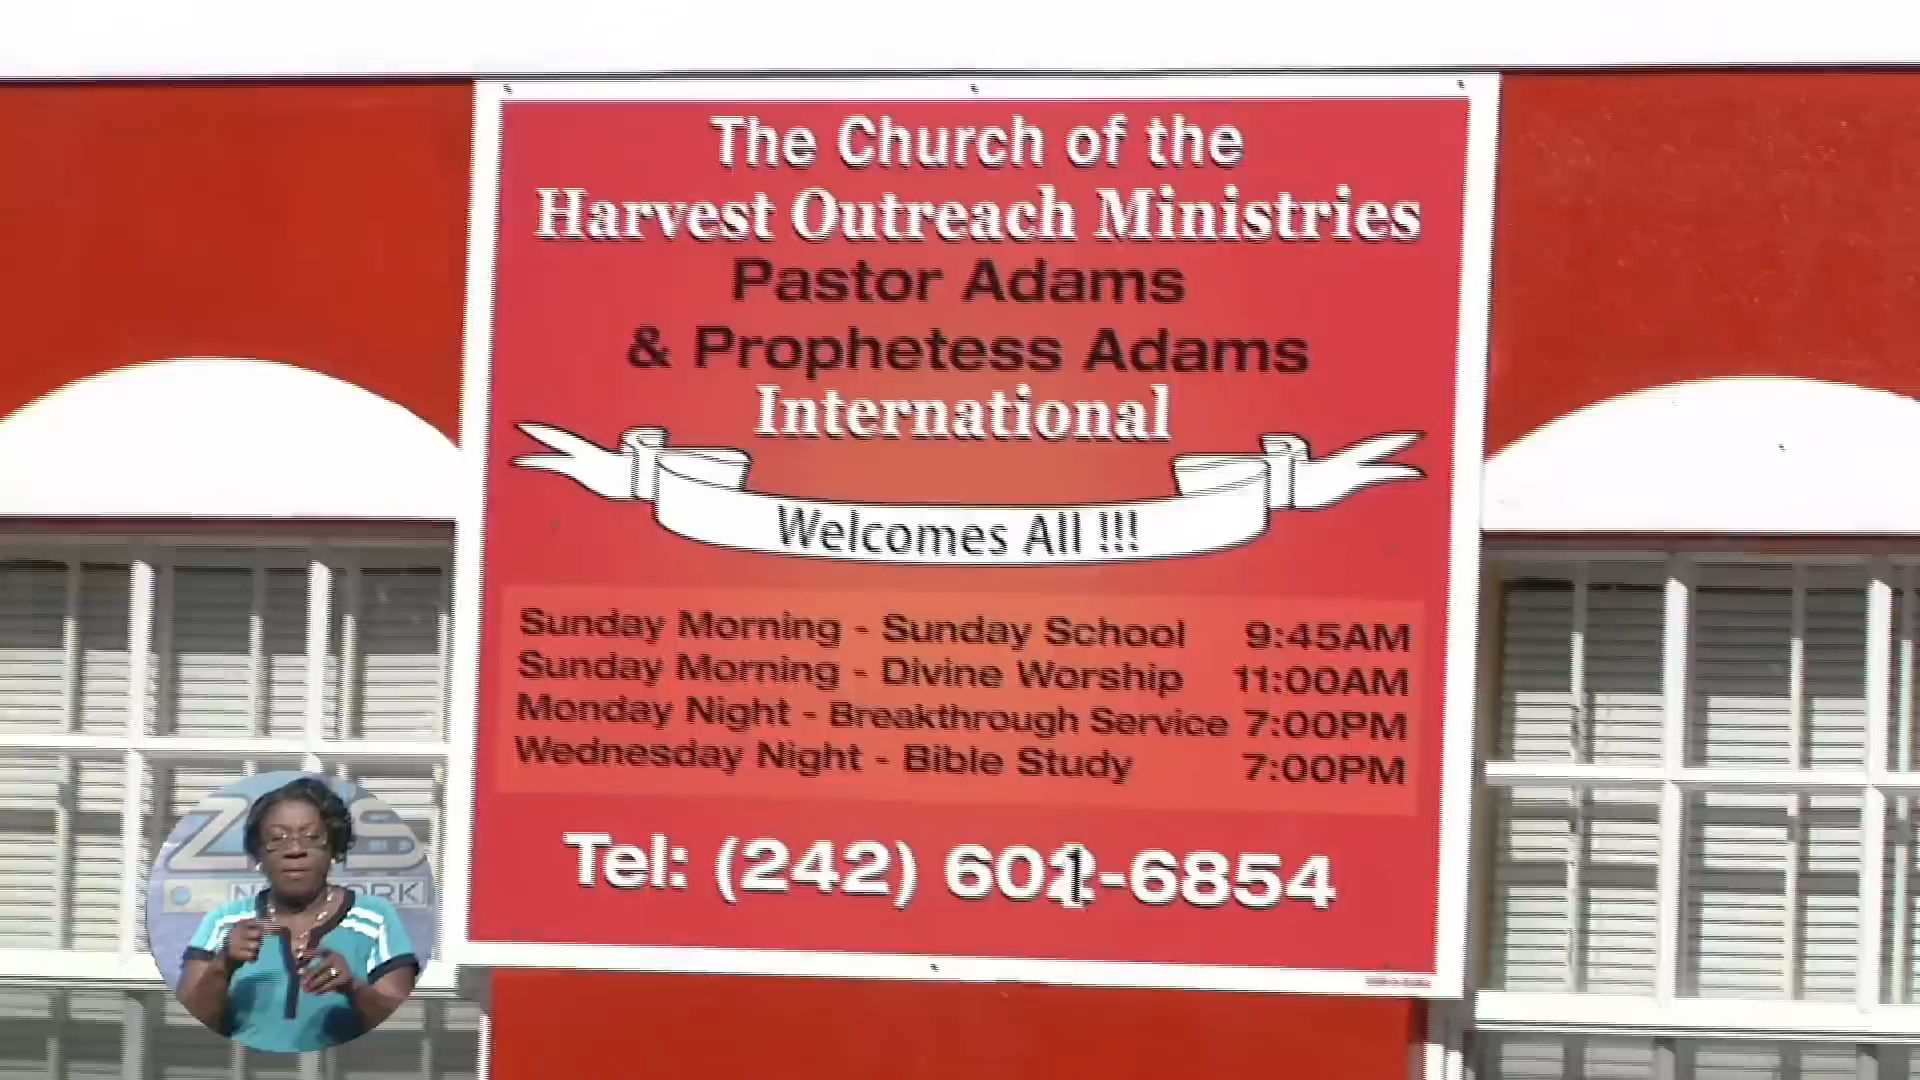 The Church of the
Harvest Outreach Ministries
Pastor Adams
& Prophetess Adams
International
Welcomes All !!!
Sunday Morning - Sunday School 9:45AM
Sunday Morning - Divine Worship 11:00AM
Monday Night - Breakthrough Service 7:00PM
Wednesday Night - Bible Study 7:00PM
Tel: (242)